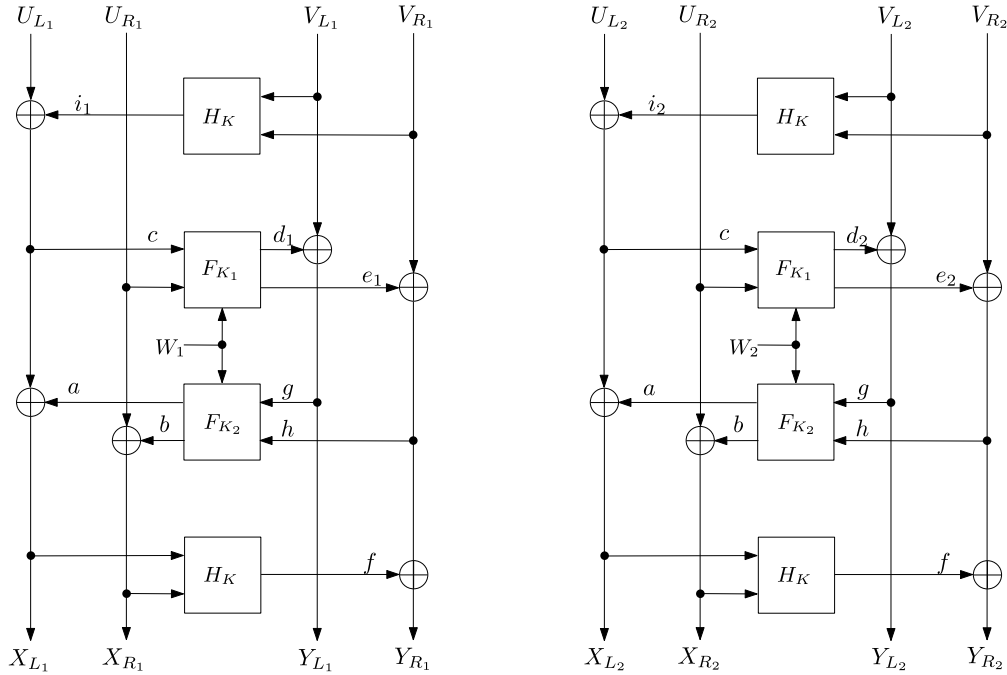 U_{L_1} U_{R_1} V_{L_1} V_{R_1} U_{L_2} U_{R_2} V_{L_2} V_{R_2}
i_1 H_K i_2 H_K
c d_1 c d_2
F_{K_1} e_1 F_{K_1} e_2
W_1 W_2
a g a g
b F_{K_2} h b F_{K_2} h
H_K f H_K f
X_{L_1} X_{R_1} Y_{L_1} Y_{R_1} X_{L_2} X_{R_2} Y_{L_2} Y_{R_2}